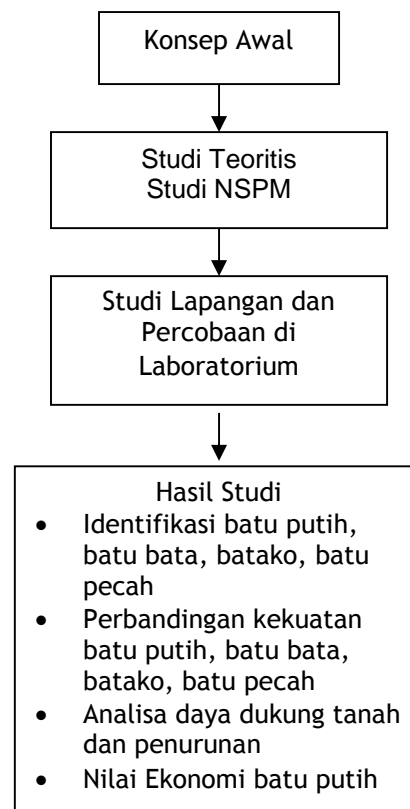 Konsep Awal
Studi Teoritis
Studi NSPM
Studi Lapangan dan
Percobaan di
Laboratorium
Hasil Studi
• Identifikasi batu putih,
batu bata, batako, batu
pecah
• Perbandingan kekuatan
batu putih, batu bata,
batako, batu pecah
• Analisa daya dukung tanah
dan penurunan
• Nilai Ekonomi batu putih